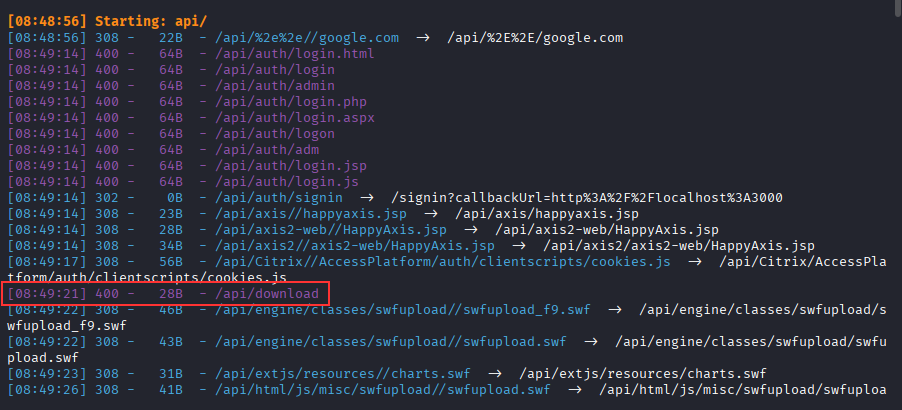 [08:48:56] Starting: api/
[08:48:56] 308 -   22B  - /api/%2e%2e//google.com  ->  /api/%2E%2E/google.com
[08:49:14] 400 -   64B  - /api/auth/login.html
[08:49:14] 400 -   64B  - /api/auth/login
[08:49:14] 400 -   64B  - /api/auth/admin
[08:49:14] 400 -   64B  - /api/auth/login.php
[08:49:14] 400 -   64B  - /api/auth/login.aspx
[08:49:14] 400 -   64B  - /api/auth/logon
[08:49:14] 400 -   64B  - /api/auth/adm
[08:49:14] 400 -   64B  - /api/auth/login.jsp
[08:49:14] 400 -   64B  - /api/auth/login.js
[08:49:14] 302 -    0B  - /api/auth/signin  ->  /signin?callbackUrl=http%3A%2F%2Flocalhost%3A3000
[08:49:14] 308 -   23B  - /api/axis//happyaxis.jsp  ->  /api/axis/happyaxis.jsp
[08:49:14] 308 -   28B  - /api/axis2-web//HappyAxis.jsp  ->  /api/axis2-web/HappyAxis.jsp
[08:49:14] 308 -   34B  - /api/axis2//axis2-web/HappyAxis.jsp  ->  /api/axis2/axis2-web/HappyAxis.jsp
[08:49:17] 308 -   56B  - /api/Citrix//AccessPlatform/auth/clientscripts/cookies.js  ->  /api/Citrix/AccessPla
tform/auth/clientscripts/cookies.js
[08:49:21] 400 -   28B  - /api/download
[08:49:22] 308 -   46B  - /api/engine/classes/swfupload//swfupload_f9.swf  ->  /api/engine/classes/swfupload/s
wfupload_f9.swf
[08:49:22] 308 -   43B  - /api/engine/classes/swfupload//swfupload.swf  ->  /api/engine/classes/swfupload/swfu
pload.swf
[08:49:23] 308 -   31B  - /api/extjs/resources//charts.swf  ->  /api/extjs/resources/charts.swf
[08:49:26] 308 -   41B  - /api/html/js/misc/swfupload//swfupload.swf  ->  /api/html/js/misc/swfupload/swfuploa